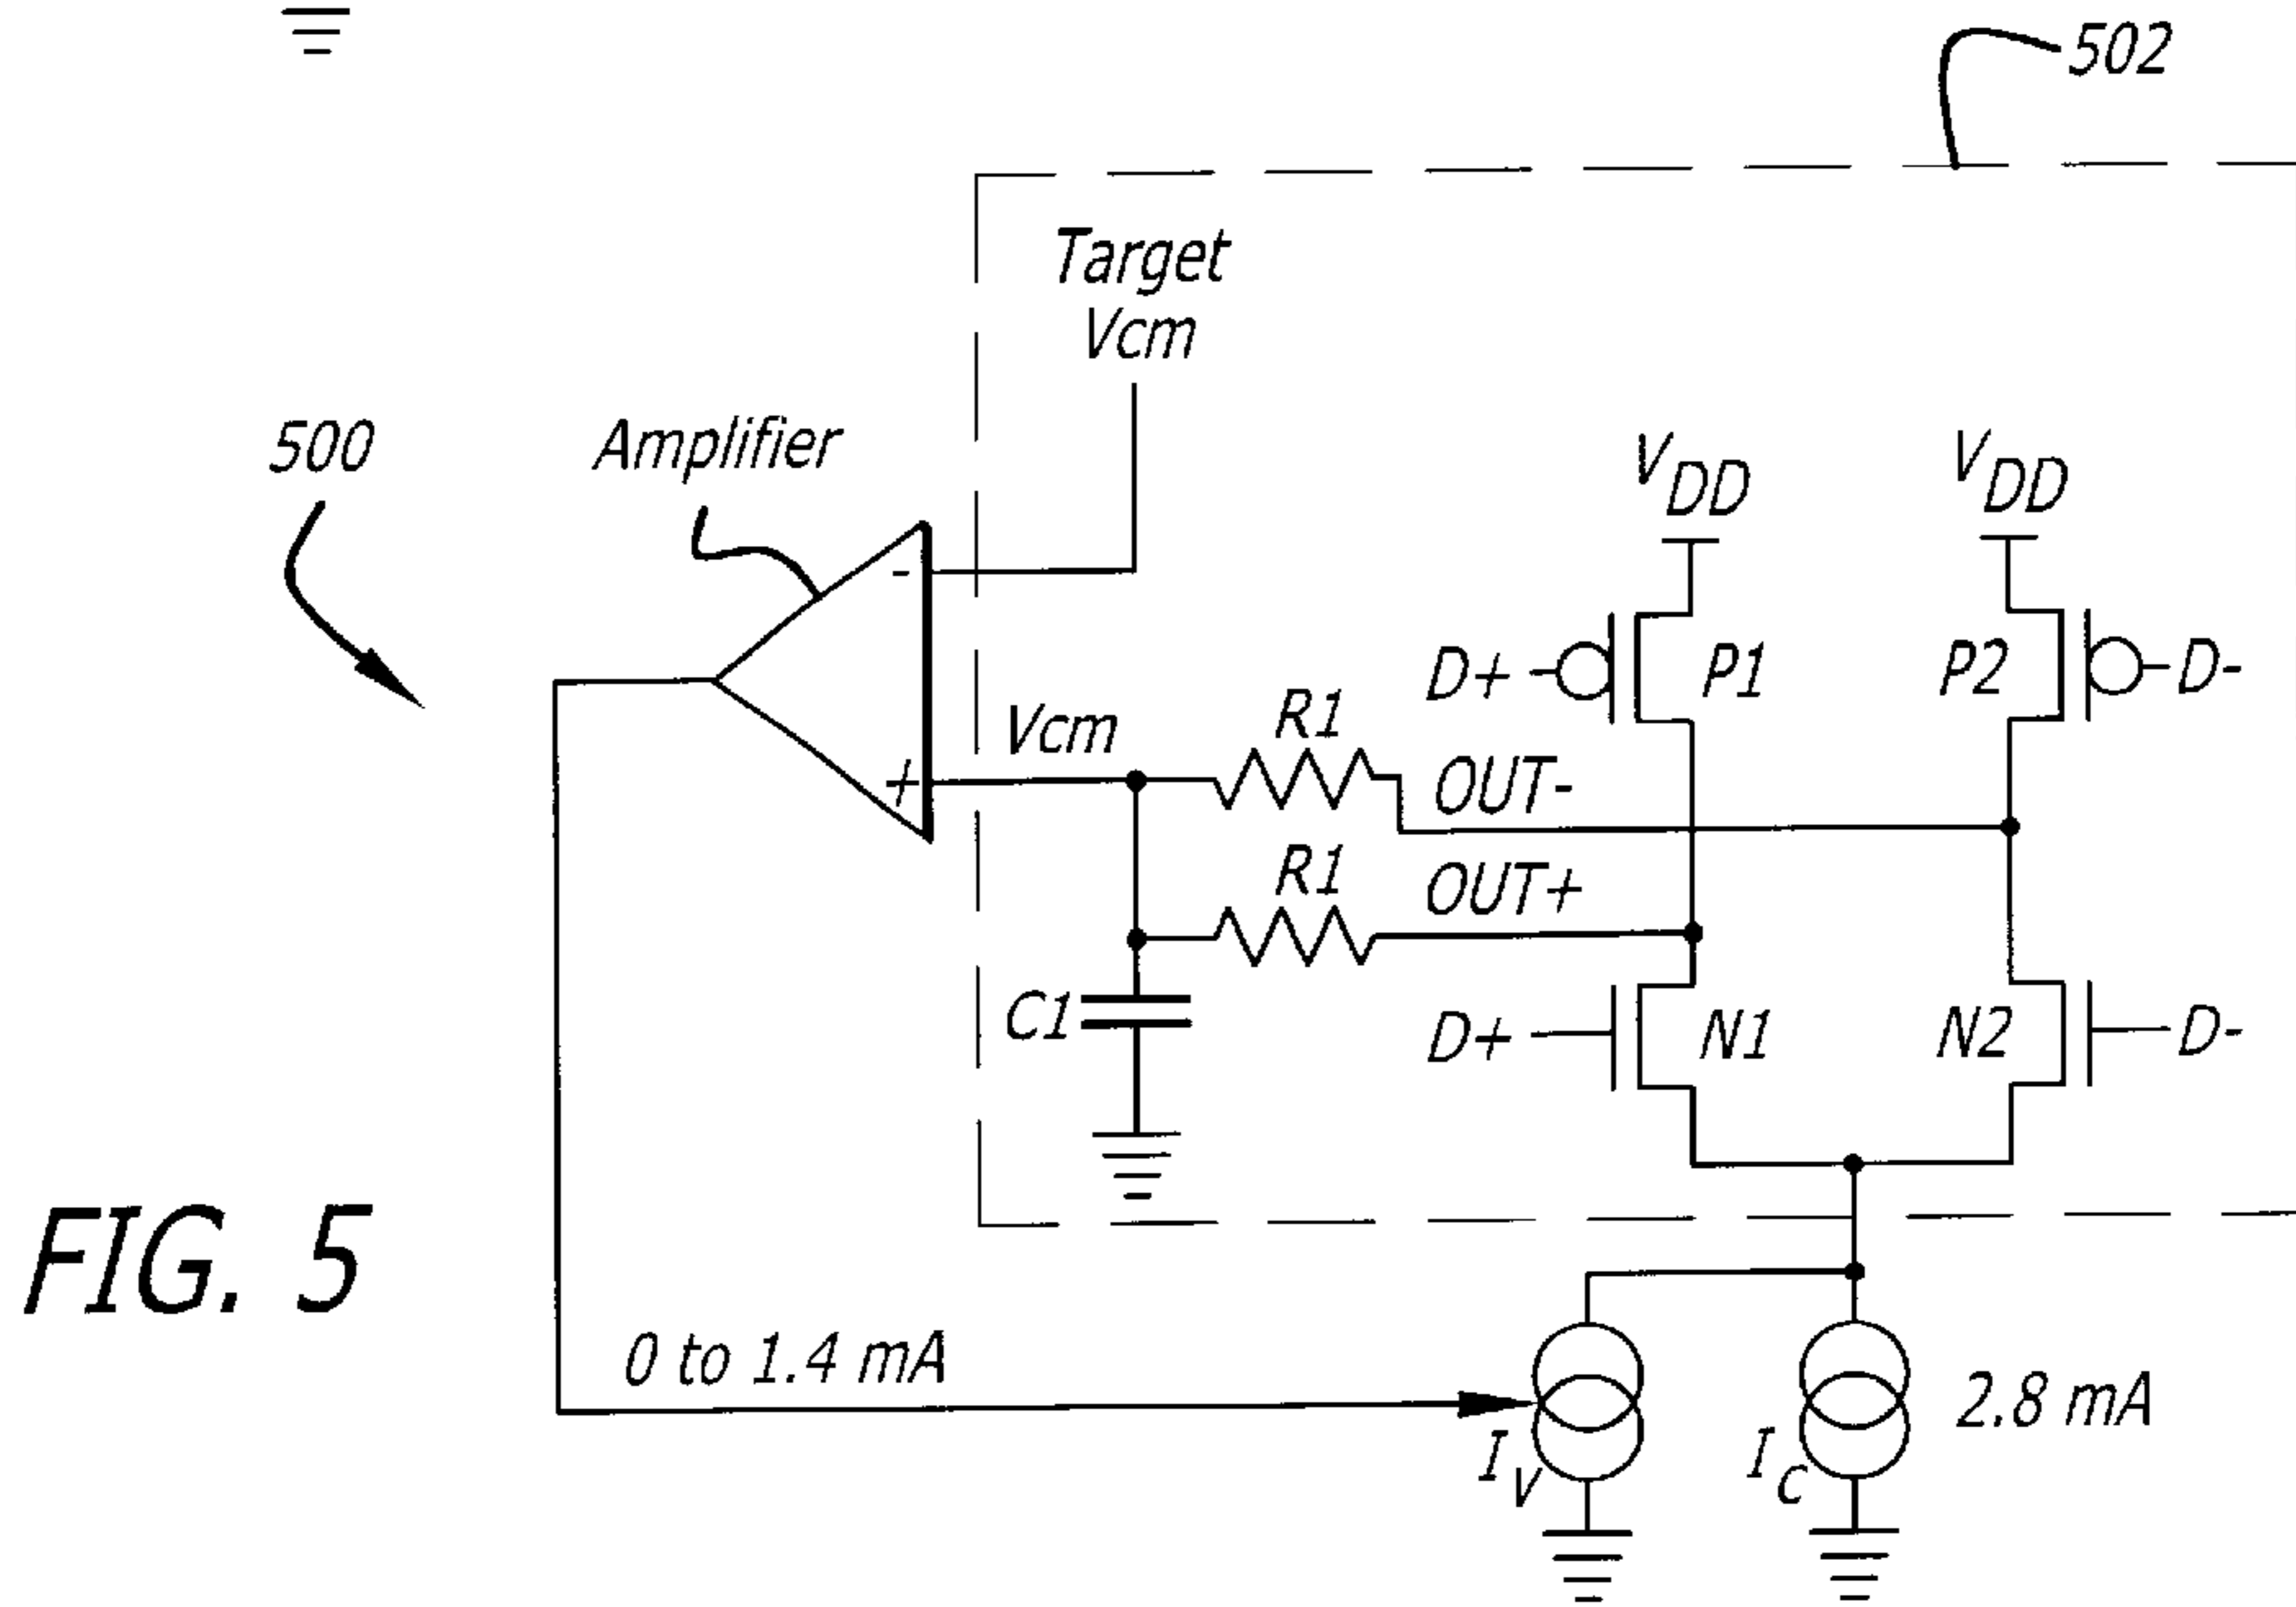 502
Target
Vcm
500
Amplifier
VDD
VDD
-
D+
P1
P2
D-
Vcm
R1
+
OUT-
R1
OUT+
C1
D+
N1
N2
D-
FIG. 5
0 to 1.4 mA
2.8 mA
IV
IC